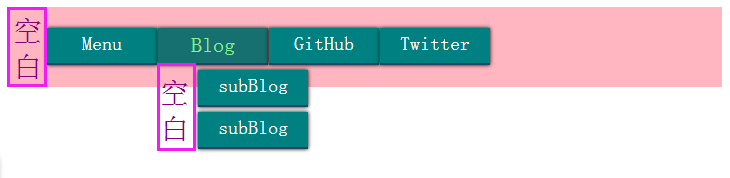 空白
Menu Blog GitHub Twitter
空白
subBlog
subBlog